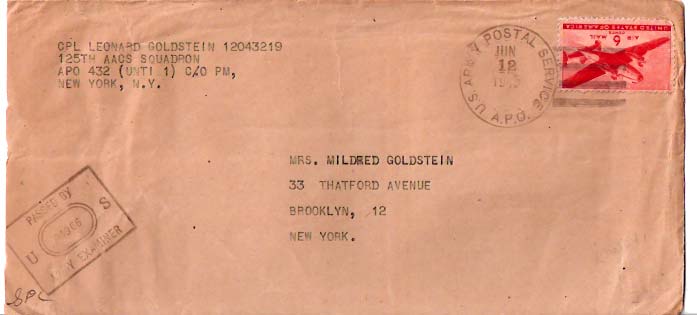 CPL LEONARD GOLDSTEIN 12043219
125TH AACS SQUADRON
APO 432 (UNTI 1) C/O PM,
NEW YORK, N.Y.
U.S. ARMY POSTAL SERVICE
JUN
12
A.P.O.
UNITED STATES OF AMERICA
AIR MAIL
6
CENTS
MRS. MILDRED GOLDSTEIN
33 THATFORD AVENUE
BROOKLYN, 12
NEW YORK.
PASSED BY
U S
ARMY EXAMINER